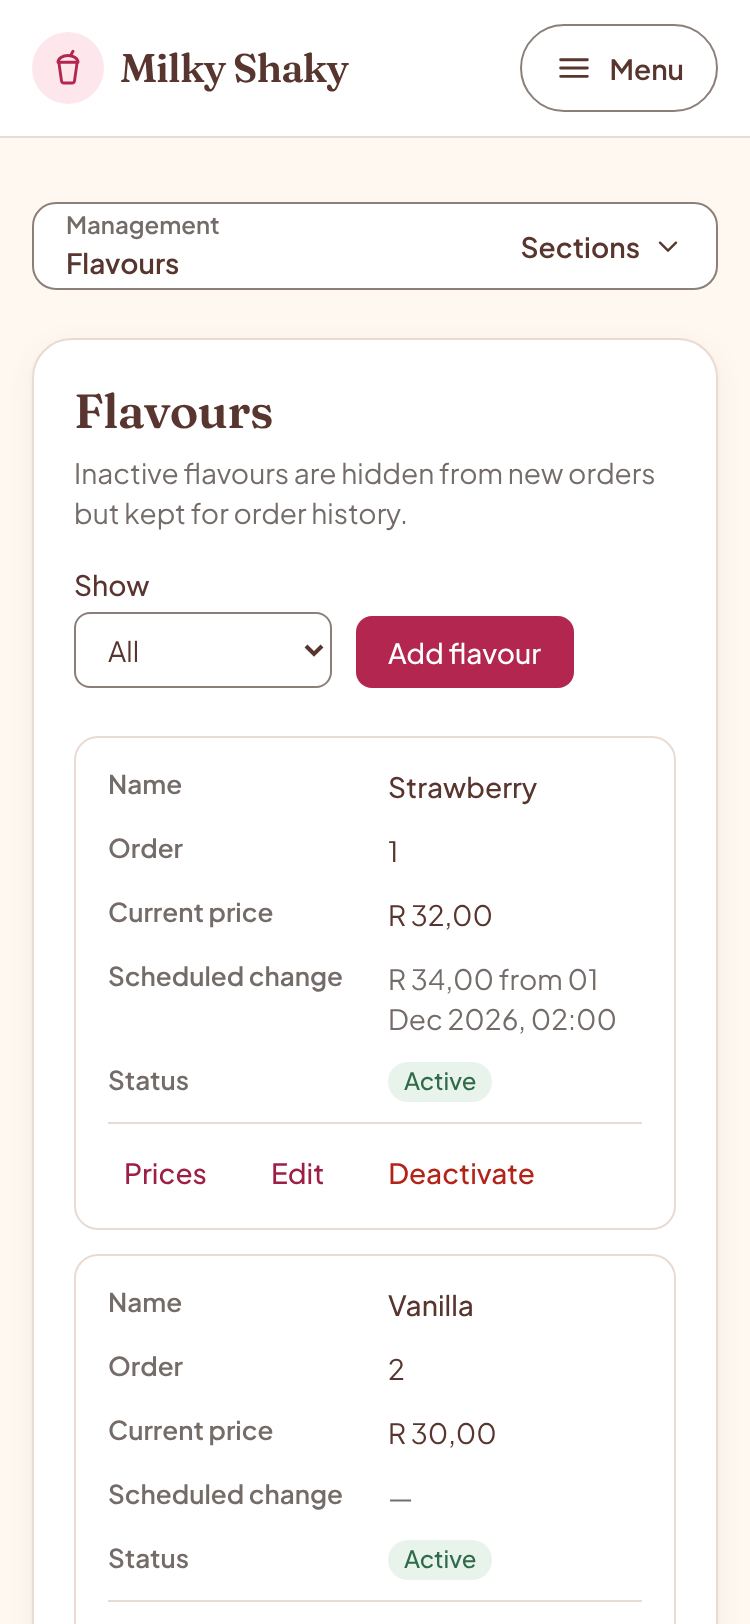 Milky Shaky
Menu
Management
Flavours
Sections
Flavours
Inactive flavours are hidden from new orders
but kept for order history.
Show
All
Add flavour
Name
Strawberry
Order
1
Current price
R 32,00
Scheduled change
R 34,00 from 01
Dec 2026, 02:00
Status
Active
Prices
Edit
Deactivate
Name
Vanilla
Order
2
Current price
R 30,00
Scheduled change
—
Status
Active